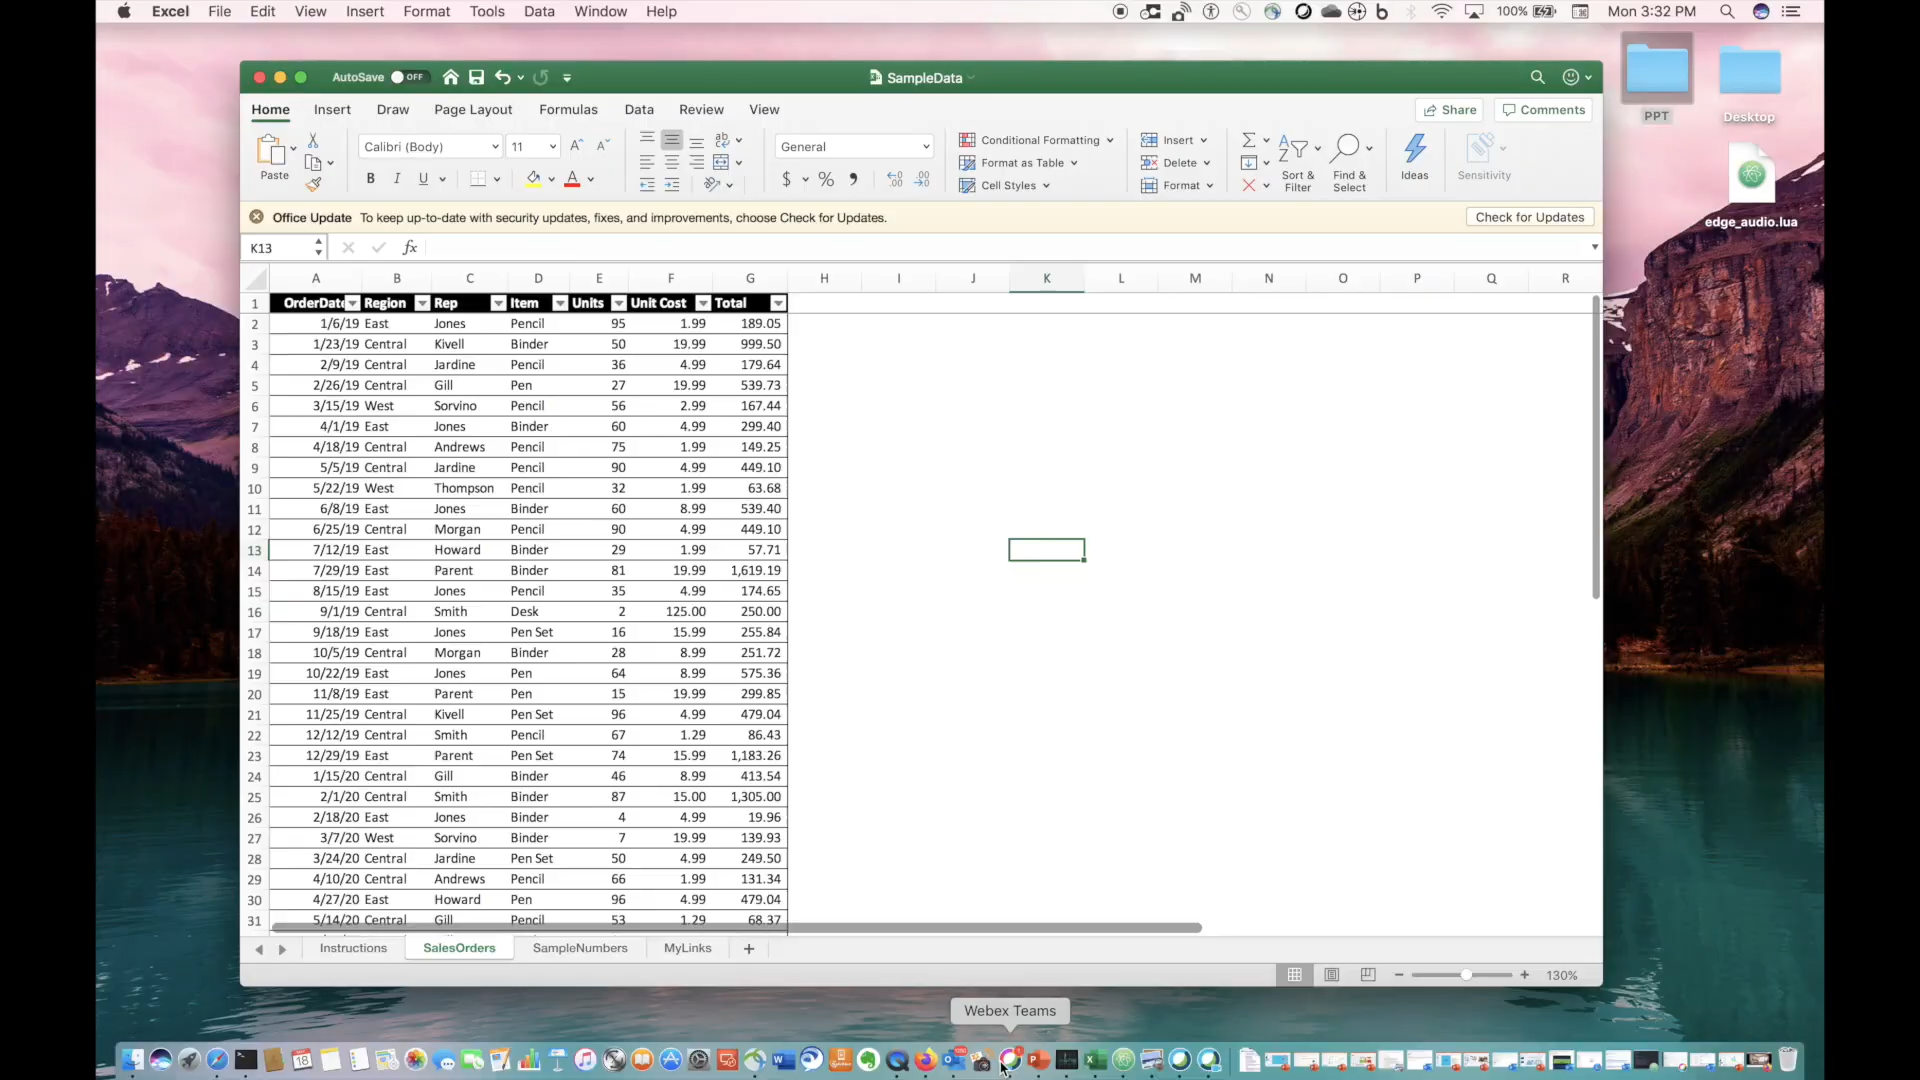 Excel File Edit View Insert Format Tools Data Window Help 100% Mon 3:32 PM
PPT Desktop
edge_audio.lua
AutoSave OFF SampleData
Home Insert Draw Page Layout Formulas Data Review View Share Comments
Paste Calibri (Body) 11 General Conditional Formatting Format as Table Cell Styles Insert Delete Format Sort & Filter Find & Select Ideas Sensitivity
B I U $ %
Office Update To keep up-to-date with security updates, fixes, and improvements, choose Check for Updates. Check for Updates
K13 fx
A B C D E F G H I J K L M N O P Q R
1 OrderDate Region Rep Item Units Unit Cost Total
2 1/6/19 East Jones Pencil 95 1.99 189.05
3 1/23/19 Central Kivell Binder 50 19.99 999.50
4 2/9/19 Central Jardine Pencil 36 4.99 179.64
5 2/26/19 Central Gill Pen 27 19.99 539.73
6 3/15/19 West Sorvino Pencil 56 2.99 167.44
7 4/1/19 East Jones Binder 60 4.99 299.40
8 4/18/19 Central Andrews Pencil 75 1.99 149.25
9 5/5/19 Central Jardine Pencil 90 4.99 449.10
10 5/22/19 West Thompson Pencil 32 1.99 63.68
11 6/8/19 East Jones Binder 60 8.99 539.40
12 6/25/19 Central Morgan Pencil 90 4.99 449.10
13 7/12/19 East Howard Binder 29 1.99 57.71
14 7/29/19 East Parent Binder 81 19.99 1,619.19
15 8/15/19 East Jones Pencil 35 4.99 174.65
16 9/1/19 Central Smith Desk 2 125.00 250.00
17 9/18/19 East Jones Pen Set 16 15.99 255.84
18 10/5/19 Central Morgan Binder 28 8.99 251.72
19 10/22/19 East Jones Pen 64 8.99 575.36
20 11/8/19 East Parent Pen 15 19.99 299.85
21 11/25/19 Central Kivell Pen Set 96 4.99 479.04
22 12/12/19 Central Smith Pencil 67 1.29 86.43
23 12/29/19 East Parent Pen Set 74 15.99 1,183.26
24 1/15/20 Central Gill Binder 46 8.99 413.54
25 2/1/20 Central Smith Binder 87 15.00 1,305.00
26 2/18/20 East Jones Binder 4 4.99 19.96
27 3/7/20 West Sorvino Binder 7 19.99 139.93
28 3/24/20 Central Jardine Pen Set 50 4.99 249.50
29 4/10/20 Central Andrews Pencil 66 1.99 131.34
30 4/27/20 East Howard Pen 96 4.99 479.04
31 5/14/20 Central Gill Pencil 53 1.29 68.37
Instructions SalesOrders SampleNumbers MyLinks +
130%
Webex Teams